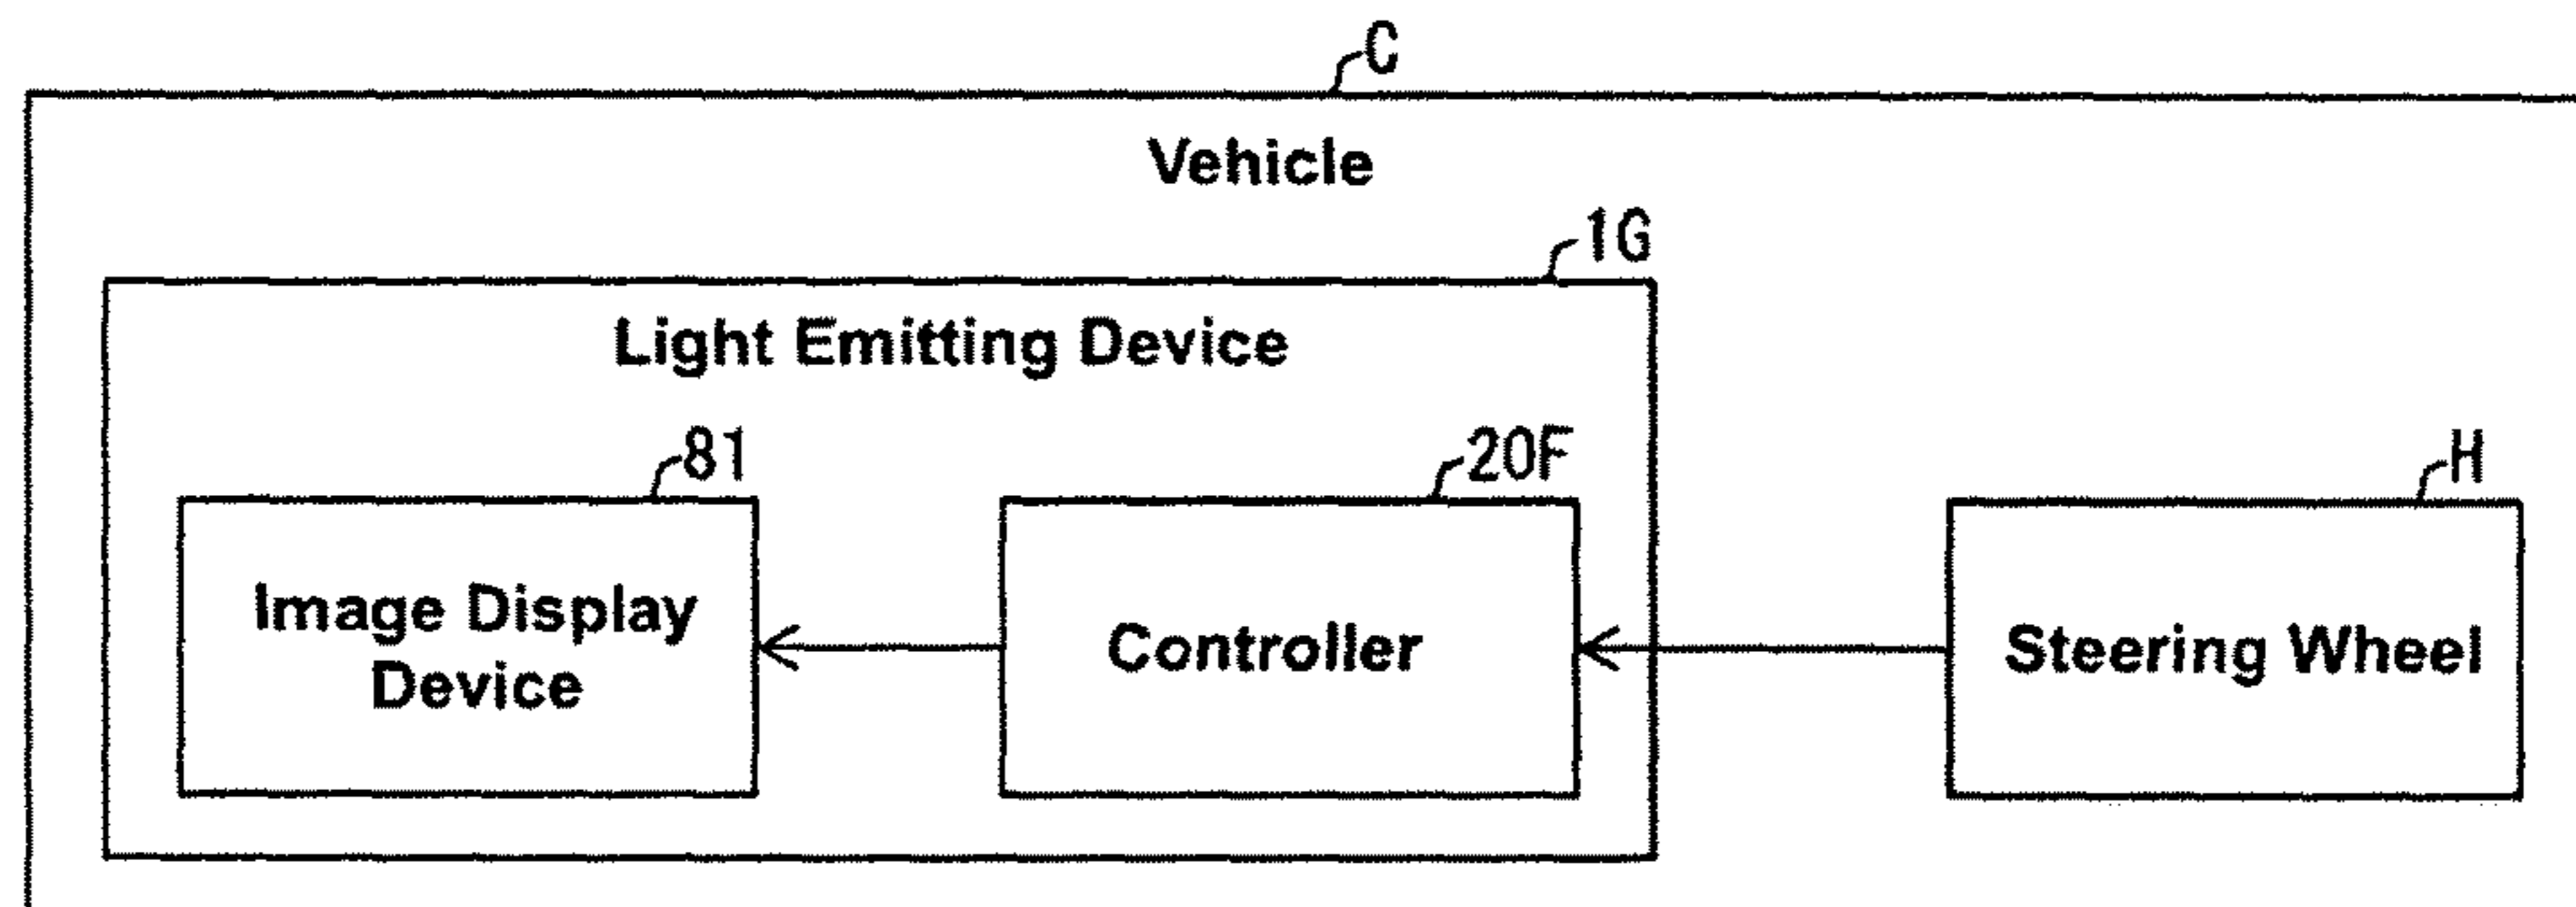 C
Vehicle
1G
Light Emitting Device
81
20F
H
Image Display
Device
Controller
Steering Wheel